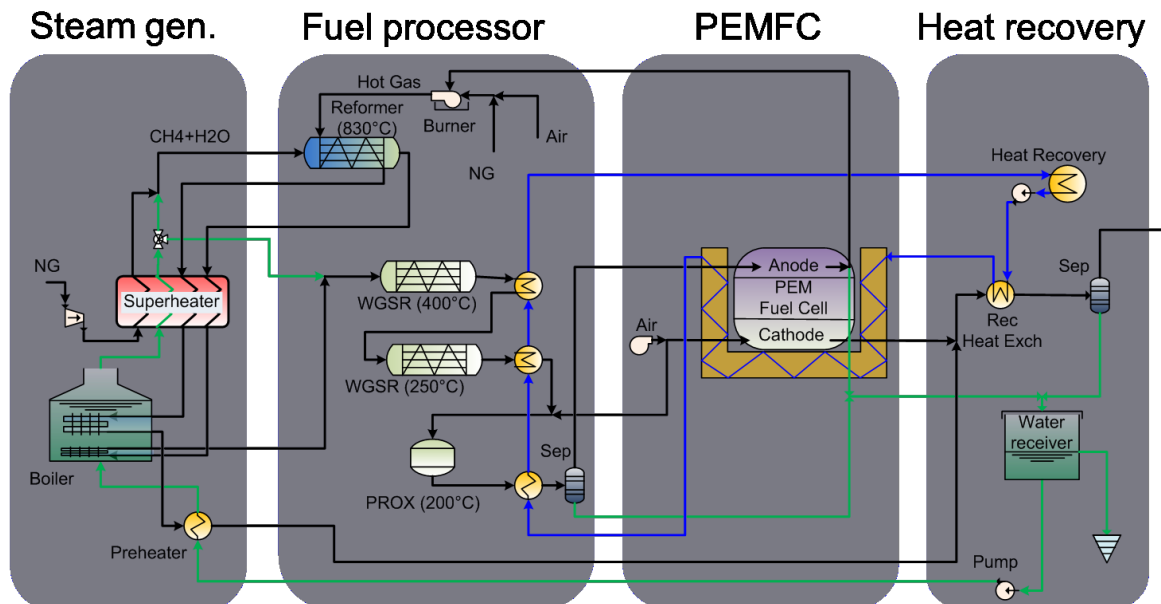 Steam gen.
Fuel processor
PEMFC
Heat recovery
Hot Gas
Reformer
(830°C)
Burner
Air
NG
CH4+H2O
NG
Superheater
Boiler
Preheater
WGSR (400°C)
WGSR (250°C)
PROX (200°C)
Sep
Air
Anode
PEM
Fuel Cell
Cathode
Heat Recovery
Sep
Rec
Heat Exch
Water
receiver
Pump